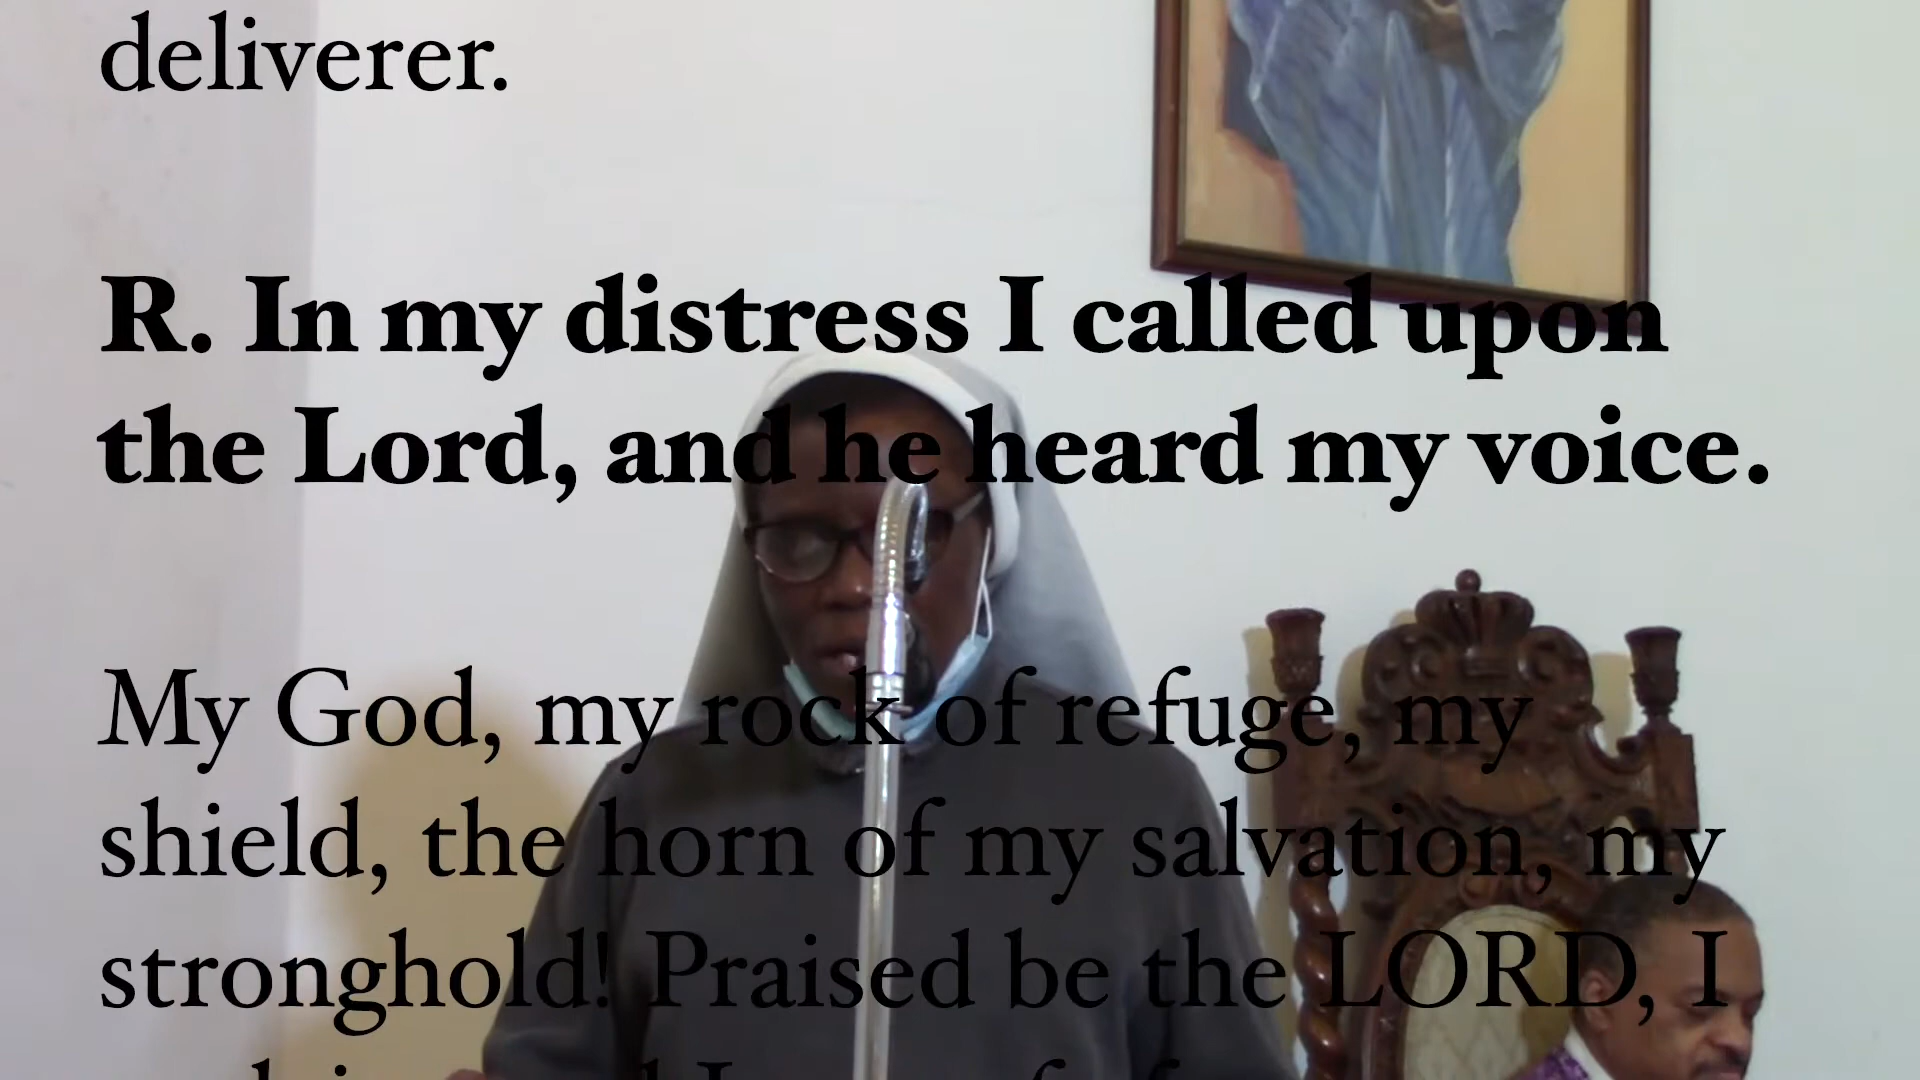 deliverer.
R. In my distress I called upon
the Lord, and he heard my voice.
My God, my rock of refuge, my
shield, the horn of my salvation, my
stronghold! Praised be the LORD, I